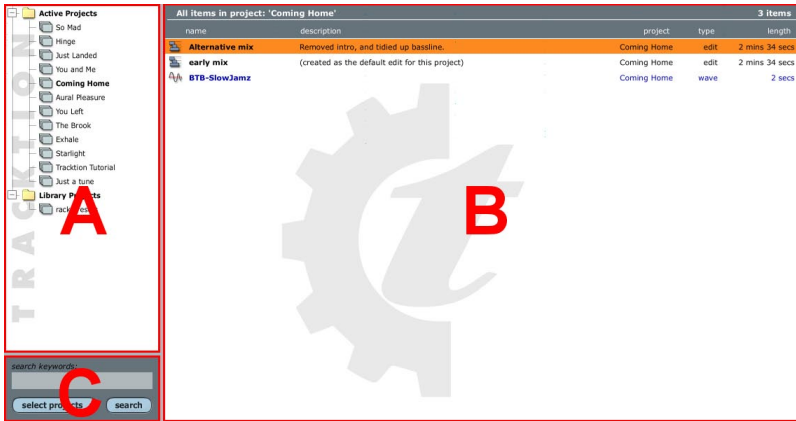 Active Projects
So Mad
Hinge
Just Landed
You and Me
Coming Home
Aural Pleasure
You Left
The Brook
Exhale
Starlight
Tracktion Tutorial
Just a tune
Library Projects
TRACKTION
A
search keywords:
select projects search
C
All items in project: 'Coming Home' 3 items
name description project type length
Alternative mix Removed intro, and tidied up bassline. Coming Home edit 2 mins 34 secs
early mix (created as the default edit for this project) Coming Home edit 2 mins 34 secs
BTB-SlowJamz Coming Home wave 2 secs
t
B